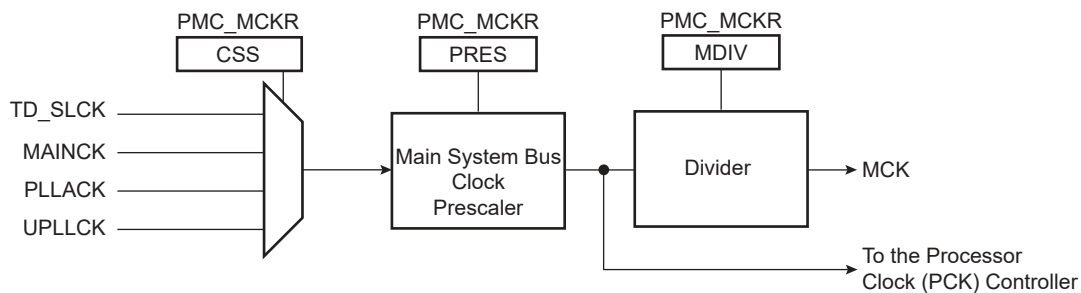 PMC_MCKR
PMC_MCKR
PMC_MCKR
CSS
PRES
MDIV
TD_SLCK
MAINCK
PLLACK
UPLLCK
Main System Bus
Clock
Prescaler
Divider
MCK
To the Processor
Clock (PCK) Controller